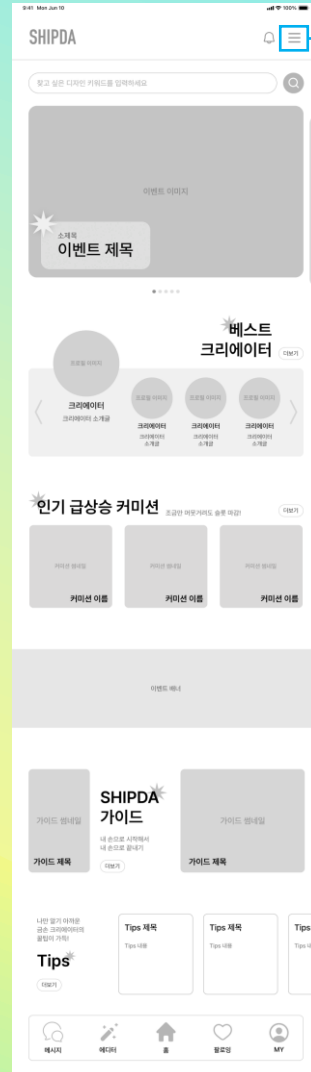 9:41 Mon Jun 10
100%
SHIPDA
찾고 싶은 디자인 키워드를 입력하세요
이벤트 이미지
소제목
이벤트 제목
베스트
크리에이터
더보기
프로필 이미지
크리에이터
크리에이터 소개글
프로필 이미지
크리에이터
크리에이터
소개글
프로필 이미지
크리에이터
크리에이터
소개글
프로필 이미지
크리에이터
크리에이터
소개글
인기 급상승 커미션
조금만 머뭇거려도 슬롯 마감!
더보기
커미션 썸네일
커미션 이름
커미션 썸네일
커미션 이름
커미션 썸네일
커미션 이름
이벤트 배너
가이드 썸네일
가이드 제목
SHIPDA
가이드
내 손으로 시작해서
내 손으로 끝내기
더보기
가이드 썸네일
가이드 제목
나만 알기 아까운
금손 크리에이터의
꿀팁이 가득!
Tips
더보기
Tips 제목
Tips 내용
Tips 제목
Tips 내용
Tips
Tips
메시지
에디터
홈
팔로잉
MY